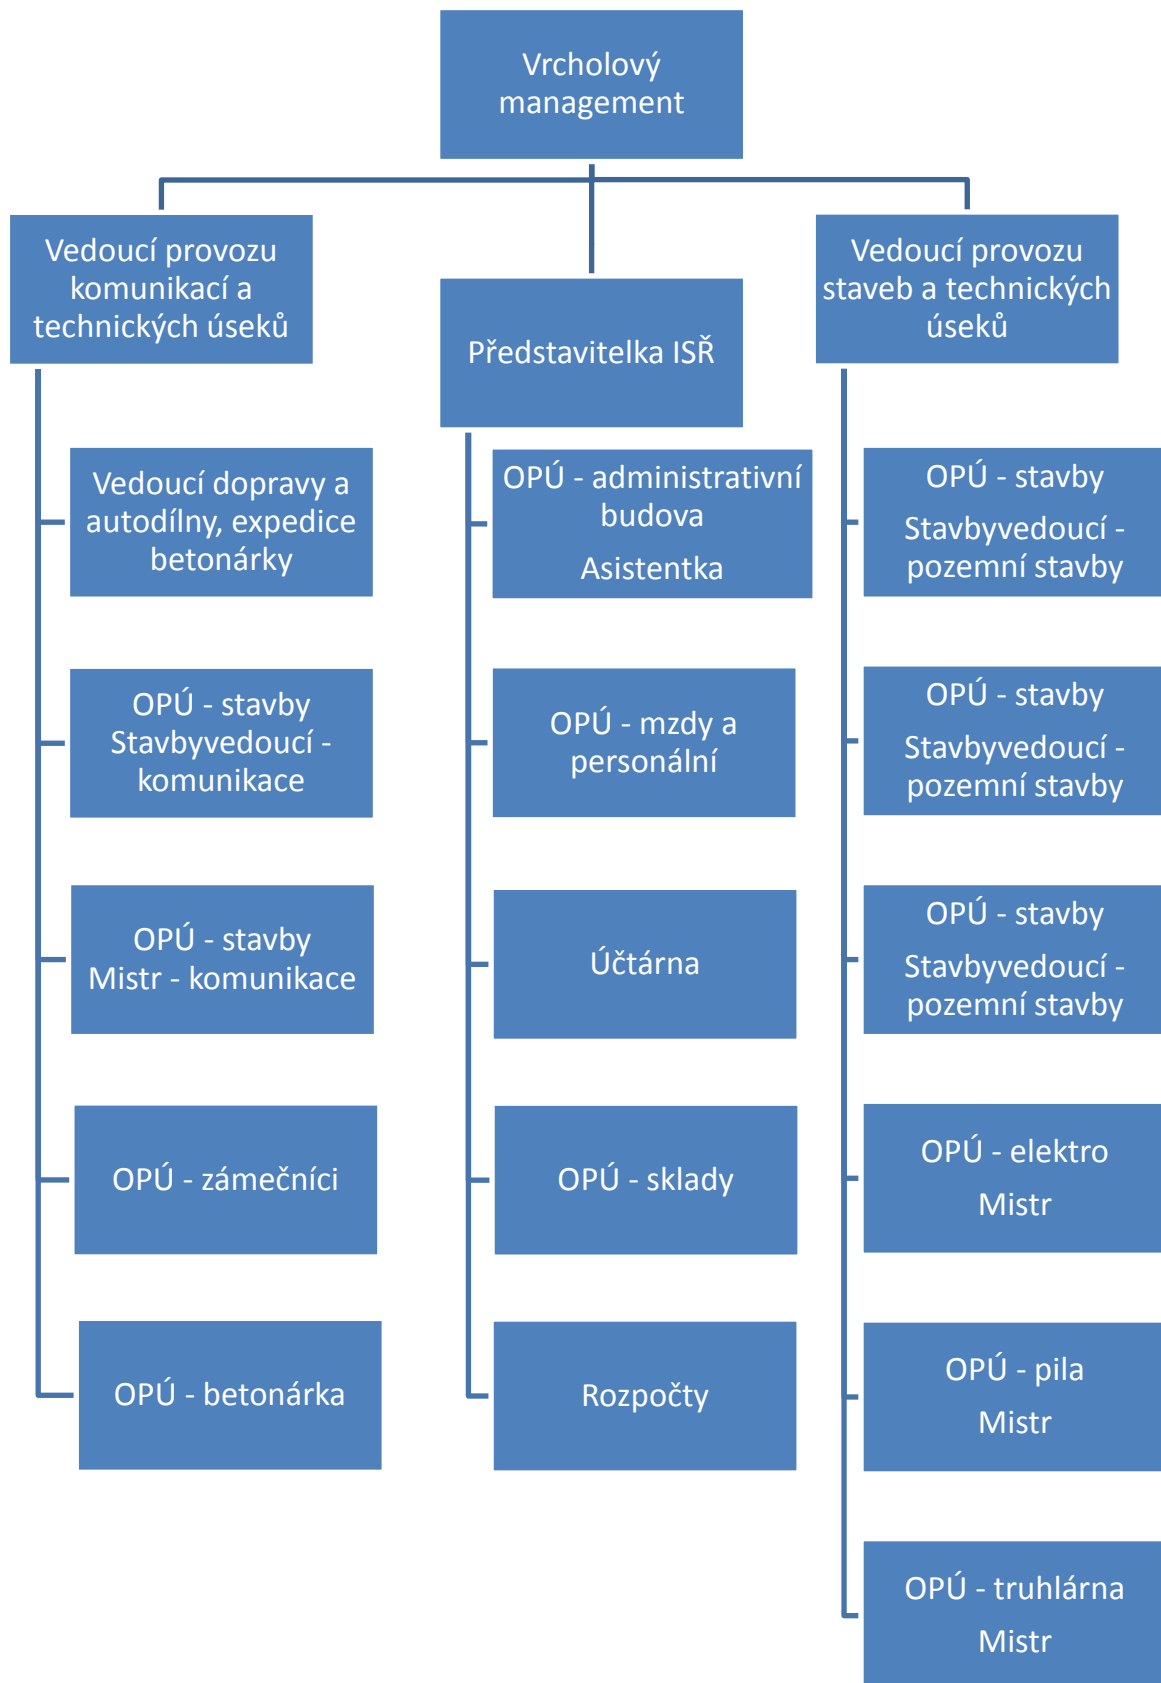 Vrcholový
management
Vedoucí provozu
komunikací a
technických úseků
Představitelka ISŘ
Vedoucí provozu
staveb a technických
úseků
Vedoucí dopravy a
autodílny, expedice
betonárky
OPÚ - stavby
Stavbyvedoucí -
komunikace
OPÚ - stavby
Mistr - komunikace
OPÚ - zámečníci
OPÚ - betonárka
OPÚ - administrativní
budova
Asistentka
OPÚ - mzdy a
personální
Účtárna
OPÚ - sklady
Rozpočty
OPÚ - stavby
Stavbyvedoucí -
pozemní stavby
OPÚ - stavby
Stavbyvedoucí -
pozemní stavby
OPÚ - stavby
Stavbyvedoucí -
pozemní stavby
OPÚ - elektro
Mistr
OPÚ - pila
Mistr
OPÚ - truhlárna
Mistr